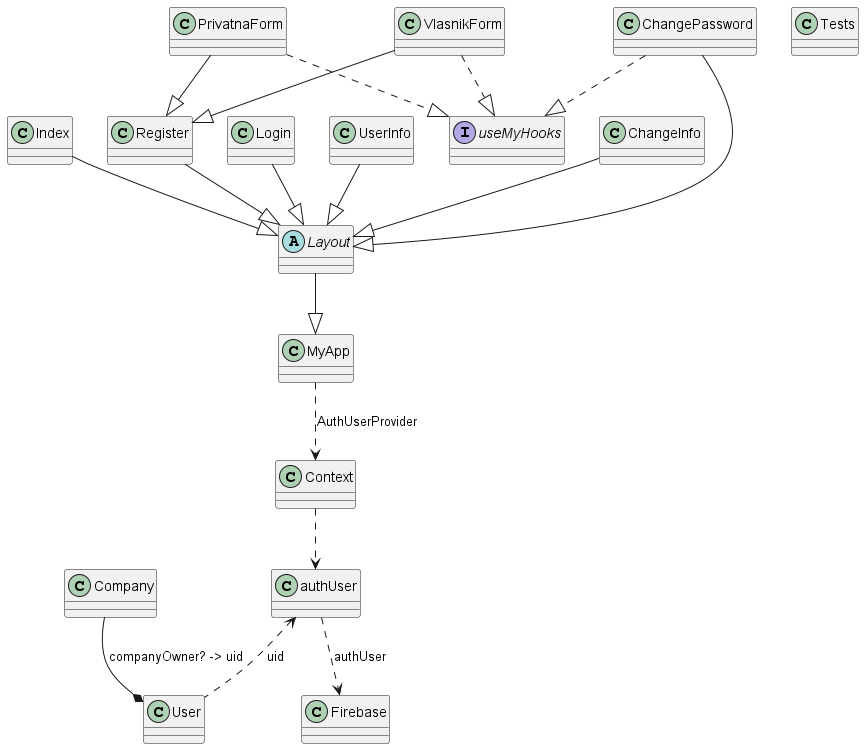 C PrivatnaForm
C VlasnikForm
C ChangePassword
C Tests
C Index
C Register
C Login
C UserInfo
I useMyHooks
C ChangeInfo
A Layout
C MyApp
AuthUserProvider
C Context
C Company
C authUser
companyOwner? -> uid
uid
authUser
C User
C Firebase